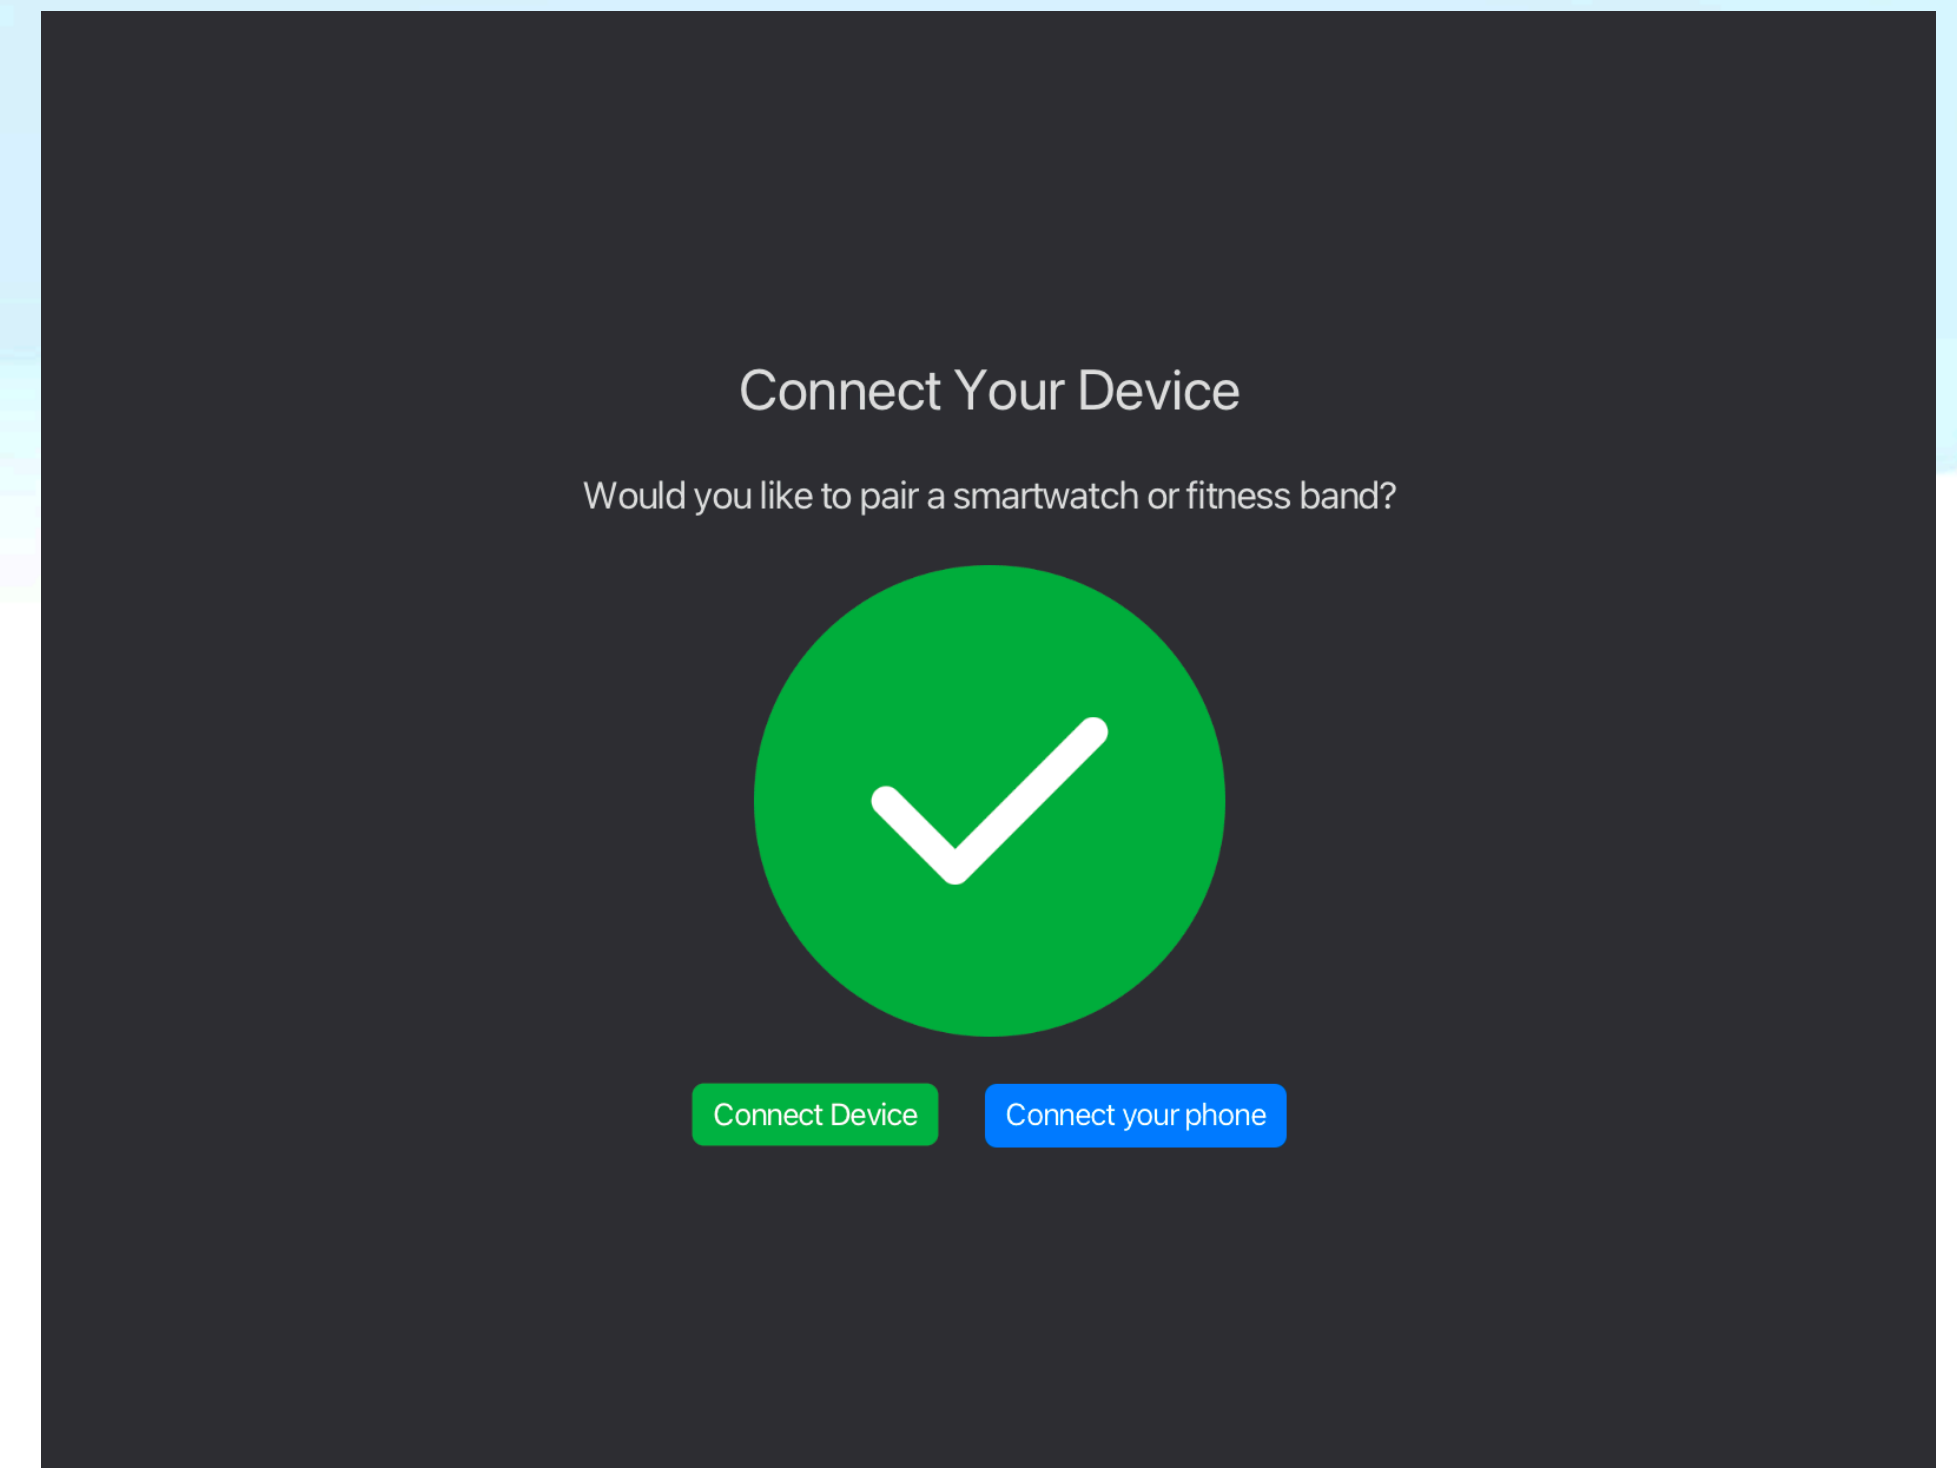 Connect Your Device
Would you like to pair a smartwatch or fitness band?
Connect Device
Connect your phone